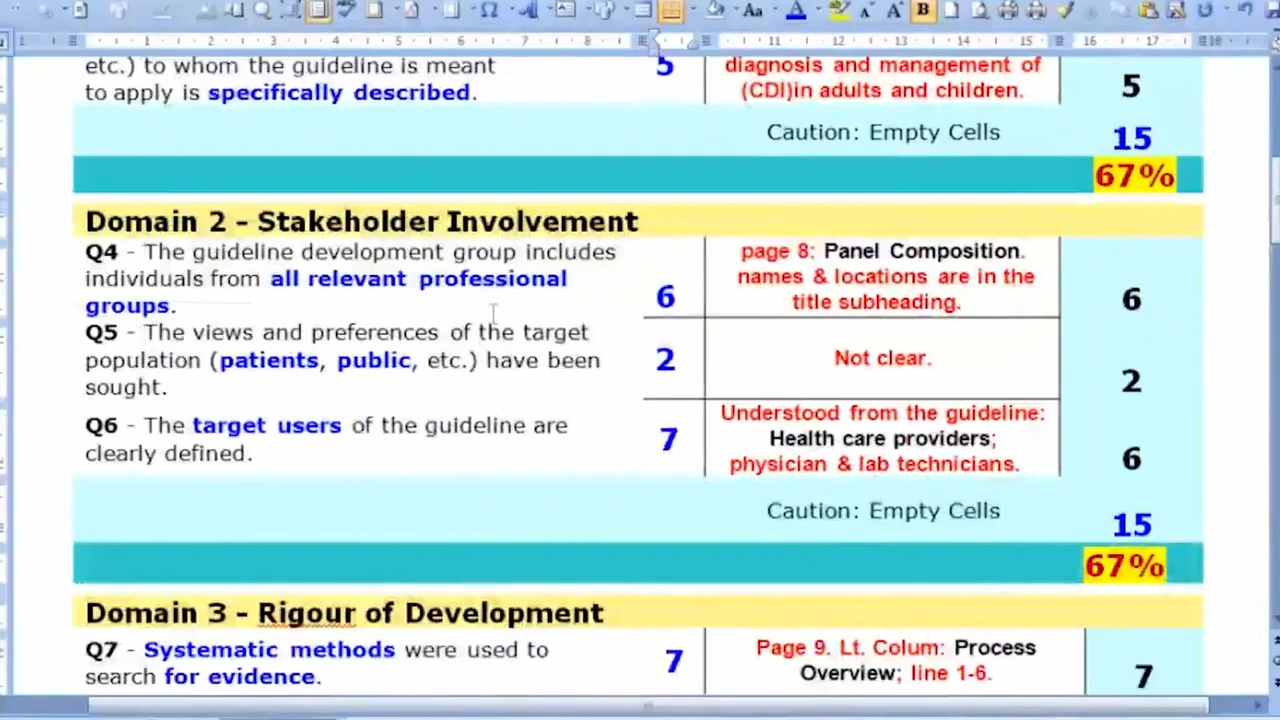 etc.) to whom the guideline is meant
to apply is specifically described.
5
diagnosis and management of
(CDI)in adults and children.
5
Caution: Empty Cells
15
67%
Domain 2 – Stakeholder Involvement
Q4 - The guideline development group includes
individuals from all relevant professional
groups.
6
page 8: Panel Composition.
names & locations are in the
title subheading.
6
Q5 - The views and preferences of the target
population (patients, public, etc.) have been
sought.
2
Not clear.
2
Q6 - The target users of the guideline are
clearly defined.
7
Understood from the guideline:
Health care providers;
physician & lab technicians.
6
Caution: Empty Cells
15
67%
Domain 3 – Rigour of Development
Q7 - Systematic methods were used to
search for evidence.
7
Page 9. Lt. Colum: Process
Overview; line 1-6.
7